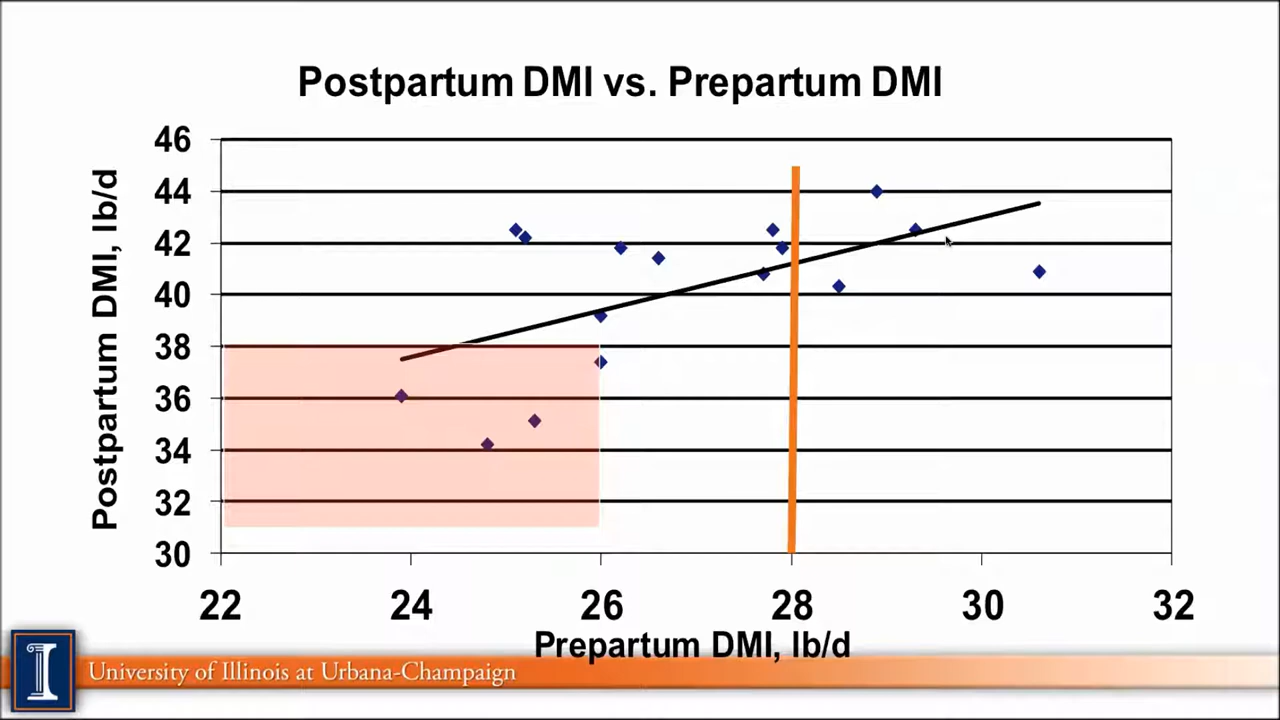 Postpartum DMI vs. Prepartum DMI
46
44
42
40
38
36
34
32
30
Postpartum DMI, lb/d
22 24 26 28 30 32
Prepartum DMI, lb/d
I
University of Illinois at Urbana-Champaign